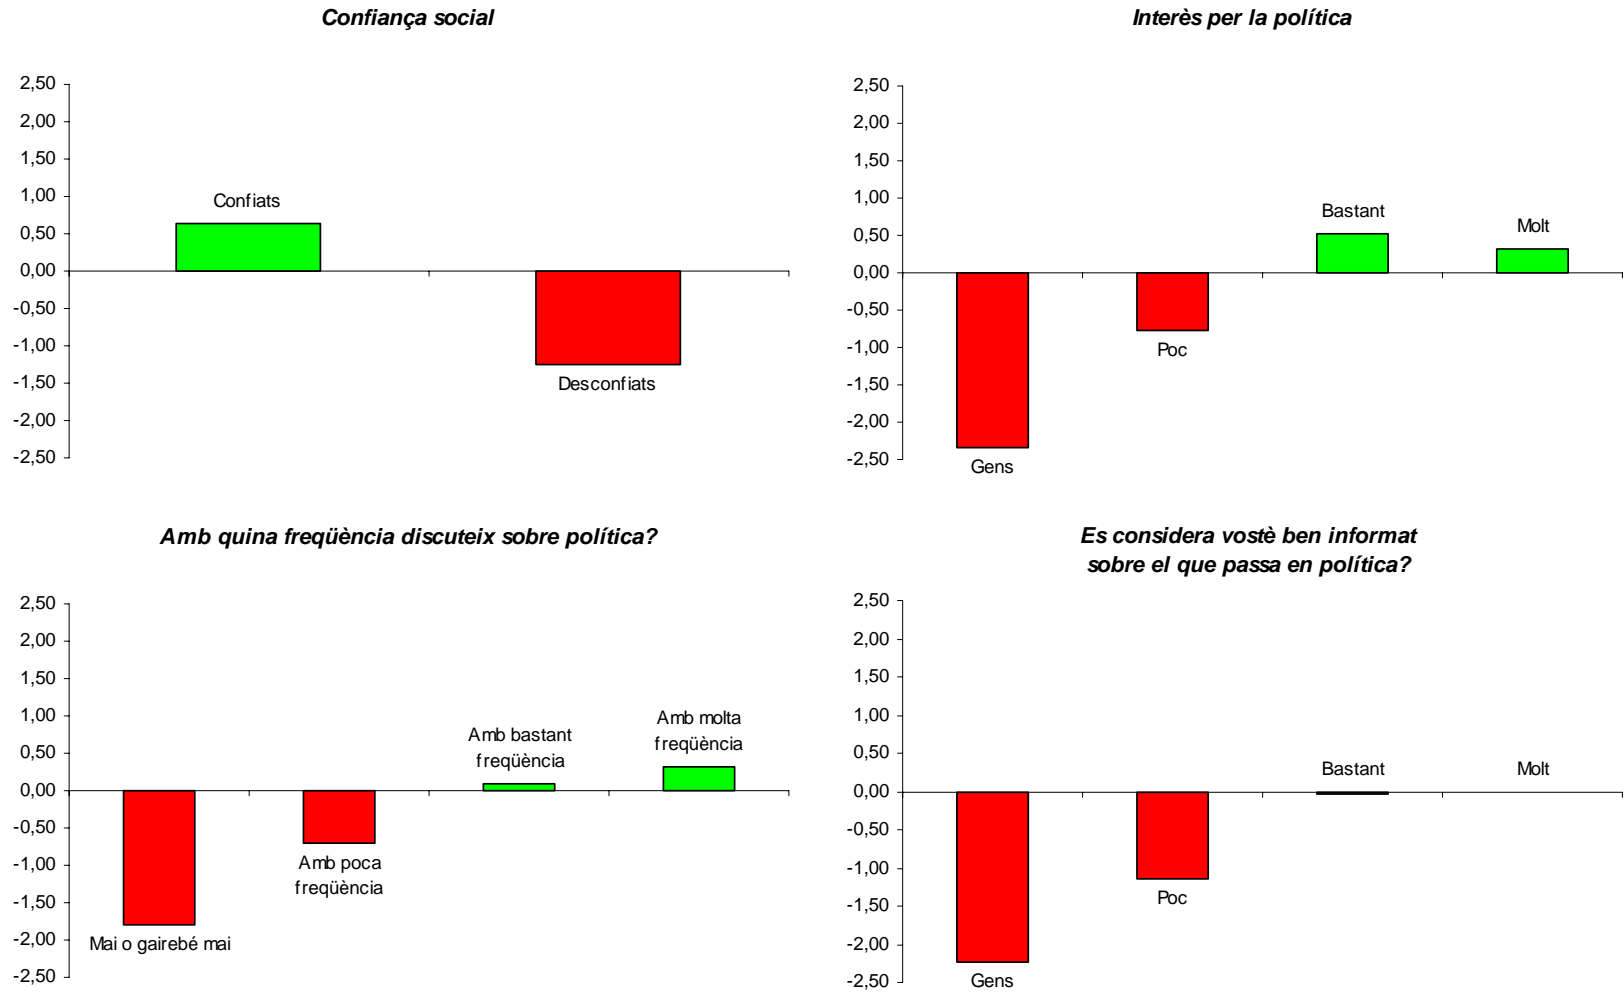 Confiança social
2,50
2,00
1,50
1,00
0,50
0,00
-0,50
-1,00
-1,50
-2,00
-2,50
Confiats
Desconfiats
Interès per la política
2,50
2,00
1,50
1,00
0,50
0,00
-0,50
-1,00
-1,50
-2,00
-2,50
Bastant
Molt
Poc
Gens
Amb quina freqüència discuteix sobre política?
2,50
2,00
1,50
1,00
0,50
0,00
-0,50
-1,00
-1,50
-2,00
-2,50
Amb molta
freqüència
Amb bastant
freqüència
Amb poca
freqüència
Mai o gairebé mai
Es considera vostè ben informat
sobre el que passa en política?
2,50
2,00
1,50
1,00
0,50
0,00
-0,50
-1,00
-1,50
-2,00
-2,50
Bastant
Molt
Poc
Gens